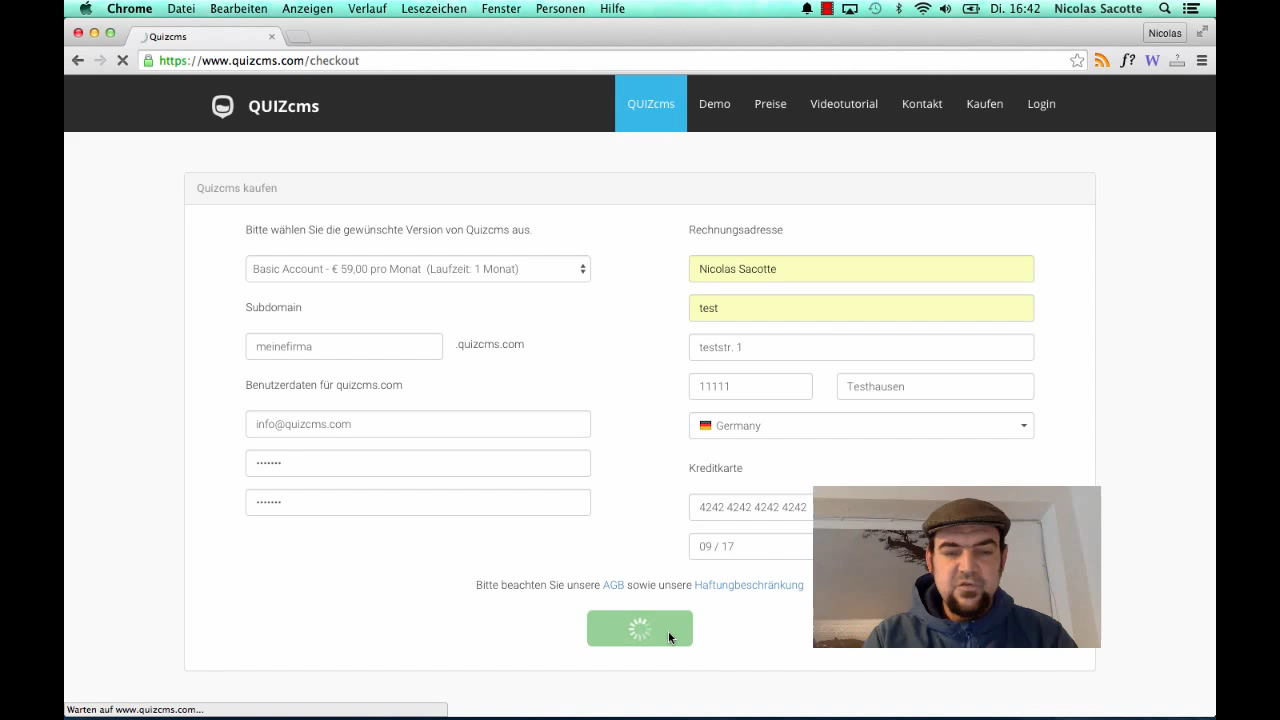 Chrome Datei Bearbeiten Anzeigen Verlauf Lesezeichen Fenster Personen Hilfe Di. 16:42 Nicolas Sacotte
Quizcms Nicolas
https://www.quizcms.com/checkout f? W
QUIZcms QUIZcms Demo Preise Videotutorial Kontakt Kaufen Login
Quizcms kaufen
Bitte wählen Sie die gewünschte Version von Quizcms aus. Rechnungsadresse
Basic Account - € 59,00 pro Monat (Laufzeit: 1 Monat) Nicolas Sacotte
Subdomain test
meinefirma .quizcms.com teststr. 1
Benutzerdaten für quizcms.com 11111 Testhausen
info@quizcms.com Germany
••••••• Kreditkarte
••••••• 4242 4242 4242 4242
09 / 17
Bitte beachten Sie unsere AGB sowie unsere Haftungbeschränkung
Warten auf www.quizcms.com...